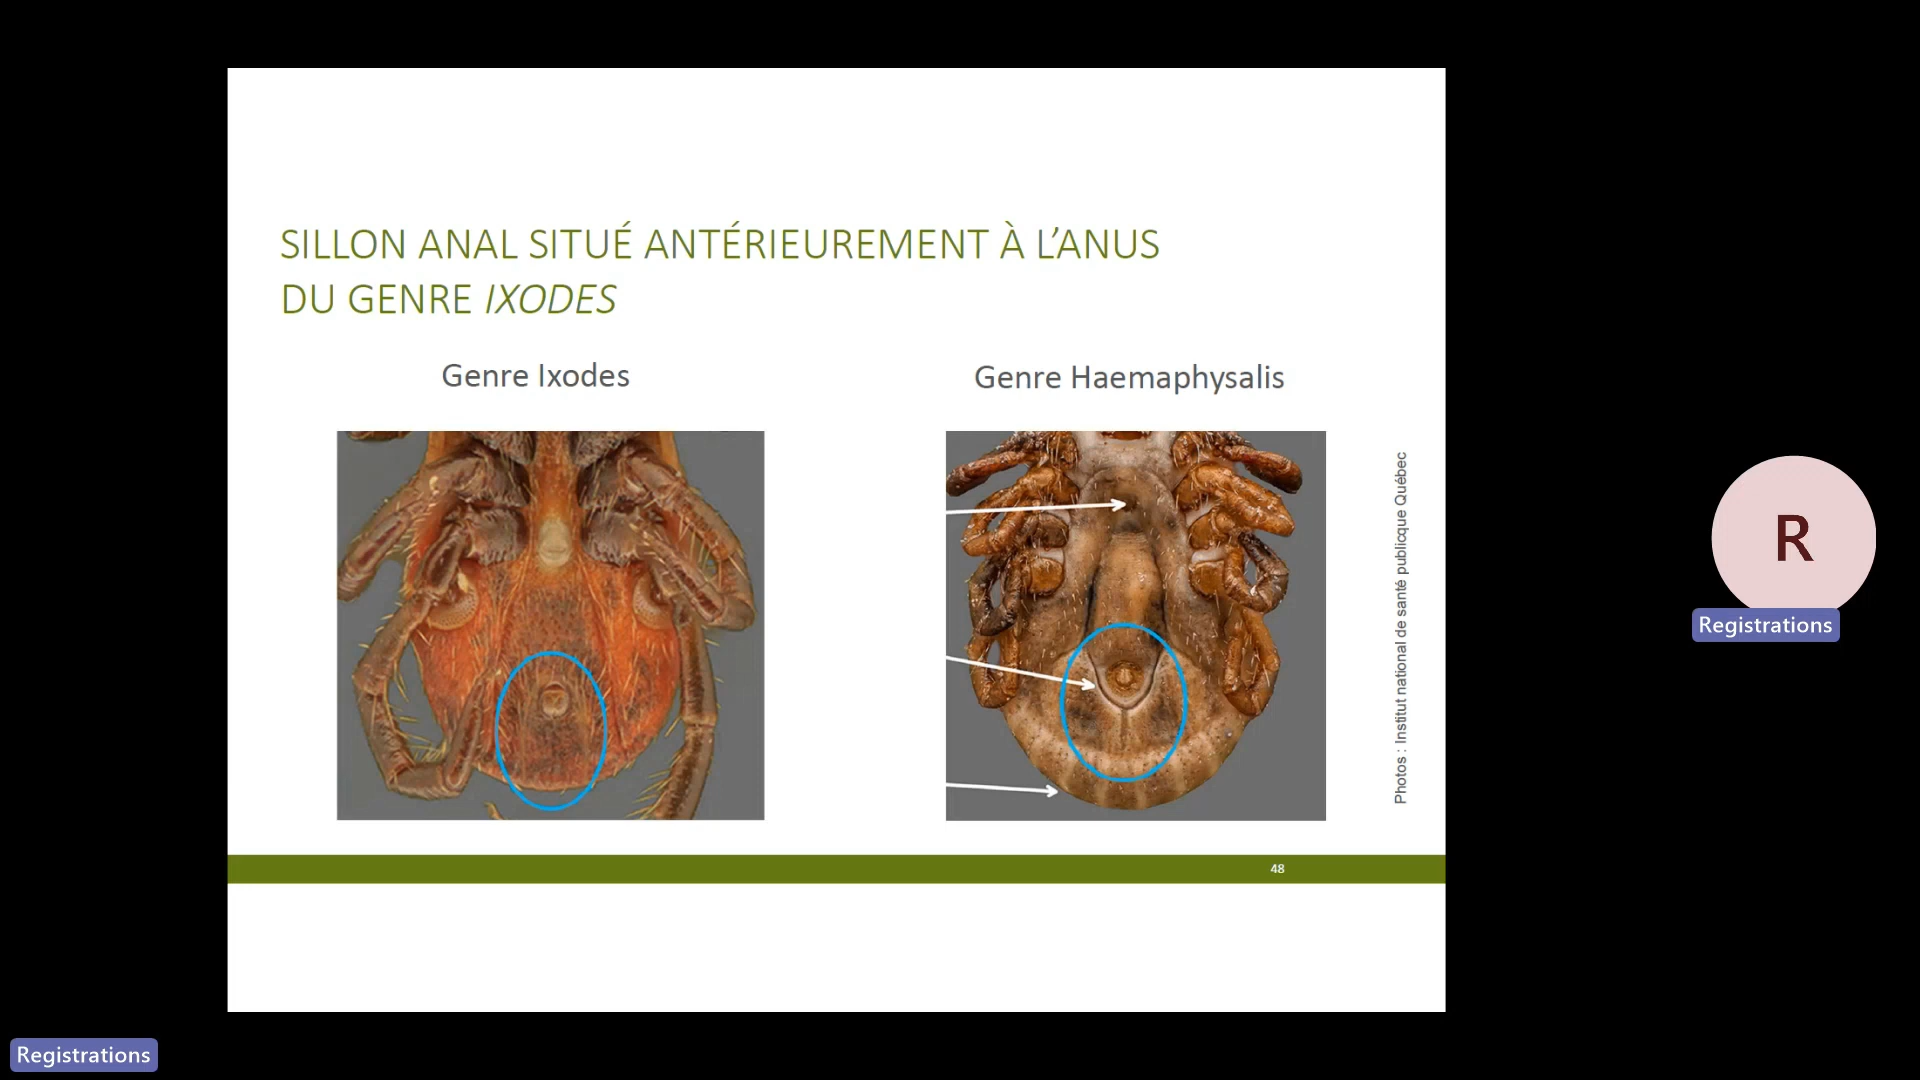 SILLON ANAL SITUÉ ANTÉRIEUREMENT À L’ANUS
DU GENRE IXODES
Genre Ixodes
Genre Haemaphysalis
Photos : Institut national de santé publicque Québec
48
R
Registrations
Registrations